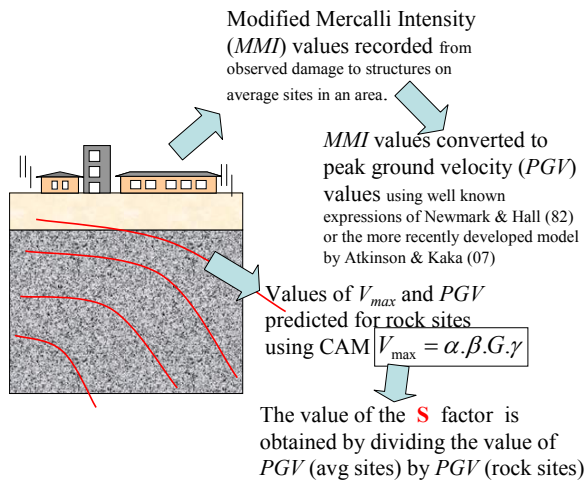 Modified Mercalli Intensity
(MMI) values recorded from
observed damage to structures on
average sites in an area.
MMI values converted to
peak ground velocity (PGV)
values using well known
expressions of Newmark & Hall (82)
or the more recently developed model
by Atkinson & Kaka (07)
Values of Vmax and PGV
predicted for rock sites
using CAM Vmax = α.β.G.γ
The value of the S factor is
obtained by dividing the value of
PGV (avg sites) by PGV (rock sites)